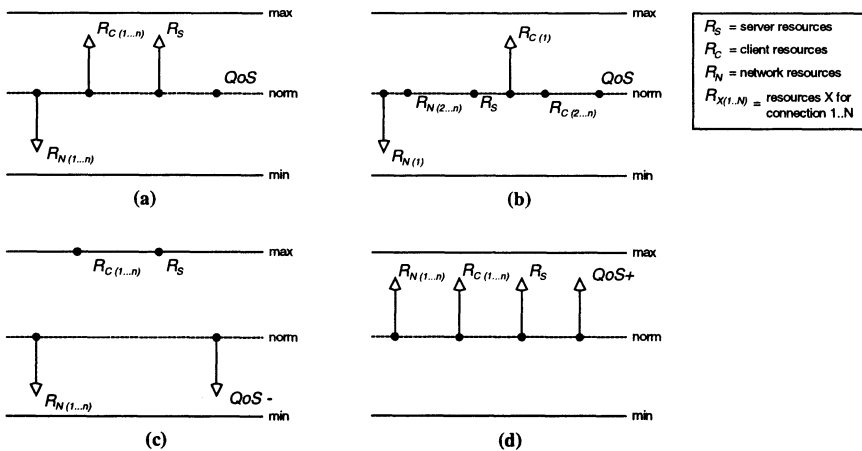 max
R_C (1...n)
R_S
QoS
norm
R_N (1...n)
min
(a)
max
R_C (1)
QoS
norm
R_N (2...n)
R_S
R_C (2...n)
R_N (1)
min
(b)
R_S = server resources
R_C = client resources
R_N = network resources
R_X(1..N) = resources X for
connection 1..N
max
R_C (1...n)
R_S
norm
R_N (1...n)
QoS -
min
(c)
max
R_N (1...n)
R_C (1...n)
R_S
QoS+
norm
min
(d)